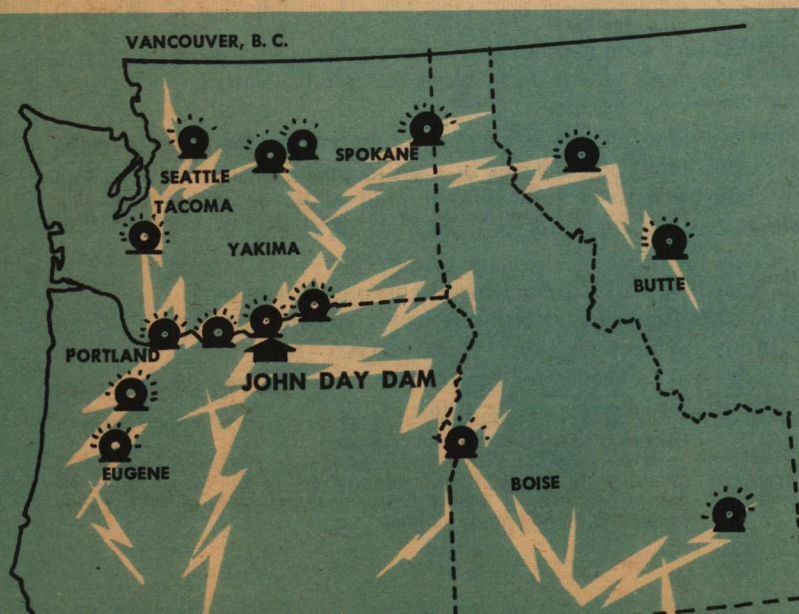 VANCOUVER, B. C.
SPOKANE
SEATTLE
TACOMA
YAKIMA
BUTTE
PORTLAND
JOHN DAY DAM
EUGENE
BOISE